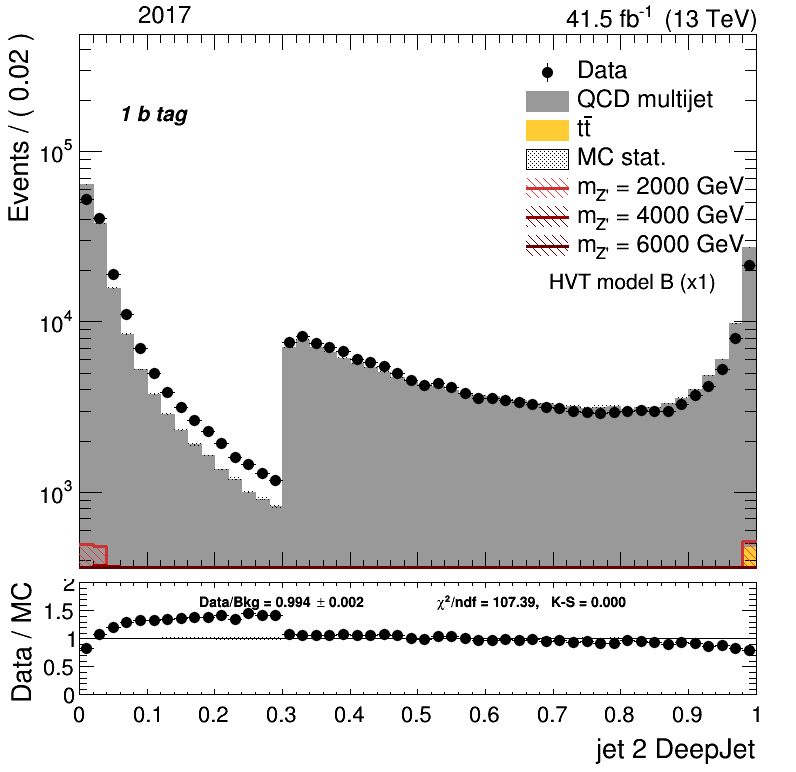 2017
41.5 fb⁻¹ (13 TeV)
Events / ( 0.02 )
10⁵
10⁴
10³
1 b tag
Data
QCD multijet
tt̄
MC stat.
m_Z' = 2000 GeV
m_Z' = 4000 GeV
m_Z' = 6000 GeV
HVT model B (x1)
Data / MC
2
1.5
1
0.5
0
Data/Bkg = 0.994 ± 0.002
χ²/ndf = 107.39, K-S = 0.000
0 0.1 0.2 0.3 0.4 0.5 0.6 0.7 0.8 0.9 1
jet 2 DeepJet